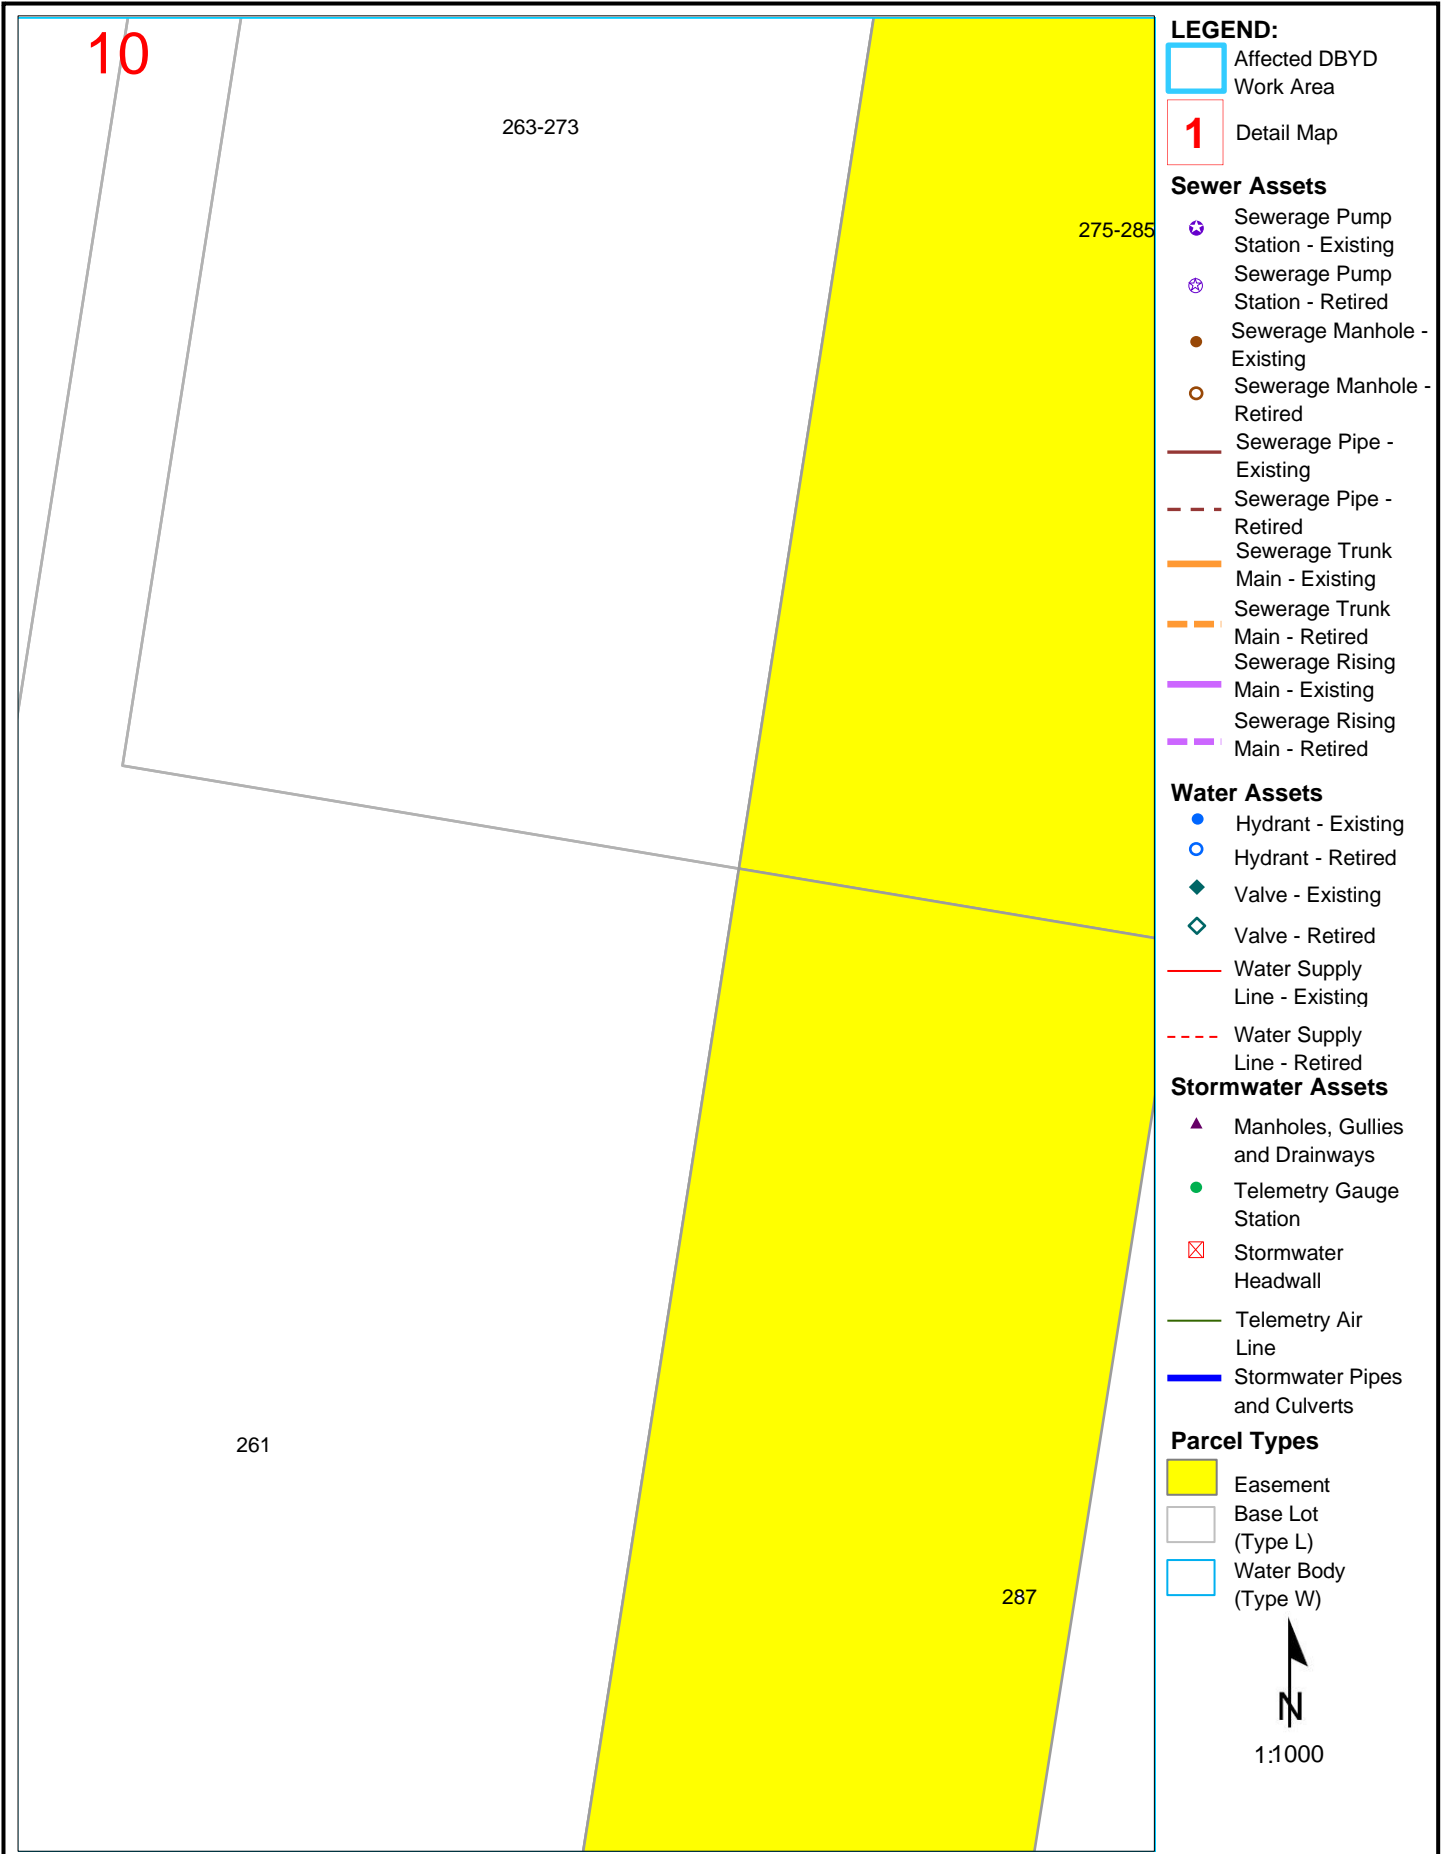 10
263-273
275-285
261
287
LEGEND:
Affected DBYD
Work Area
1
Detail Map
Sewer Assets
Sewerage Pump
Station - Existing
Sewerage Pump
Station - Retired
Sewerage Manhole -
Existing
Sewerage Manhole -
Retired
Sewerage Pipe -
Existing
Sewerage Pipe -
Retired
Sewerage Trunk
Main - Existing
Sewerage Trunk
Main - Retired
Sewerage Rising
Main - Existing
Sewerage Rising
Main - Retired
Water Assets
Hydrant - Existing
Hydrant - Retired
Valve - Existing
Valve - Retired
Water Supply
Line - Existing
Water Supply
Line - Retired
Stormwater Assets
Manholes, Gullies
and Drainways
Telemetry Gauge
Station
Stormwater
Headwall
Telemetry Air
Line
Stormwater Pipes
and Culverts
Parcel Types
Easement
Base Lot
(Type L)
Water Body
(Type W)
N
1:1000